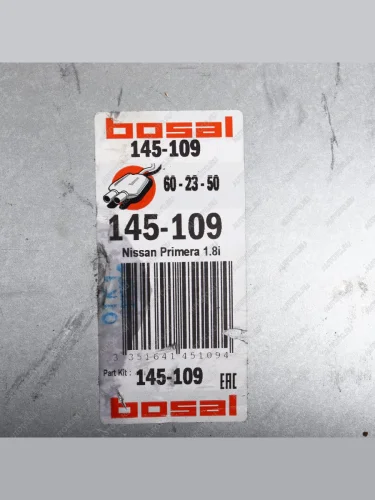 bosal
145-109
60-23-50
145-109
Nissan Primera 1.8i
3 351641 451094
Part Kit : 145-109
EAC
bosal